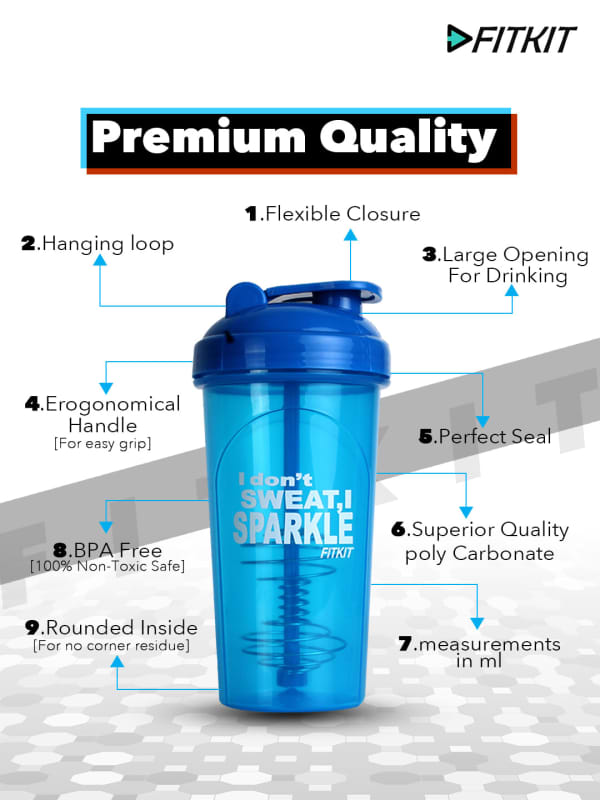 FITKIT
Premium Quality
1.Flexible Closure
2.Hanging loop
3.Large Opening
For Drinking
4.Erogonomical
Handle
[For easy grip]
5.Perfect Seal
I don't
SWEAT,I
SPARKLE
FITKIT
6.Superior Quality
poly Carbonate
8.BPA Free
[100% Non-Toxic Safe]
9.Rounded Inside
[For no corner residue]
7.measurements
in ml
FITKIT